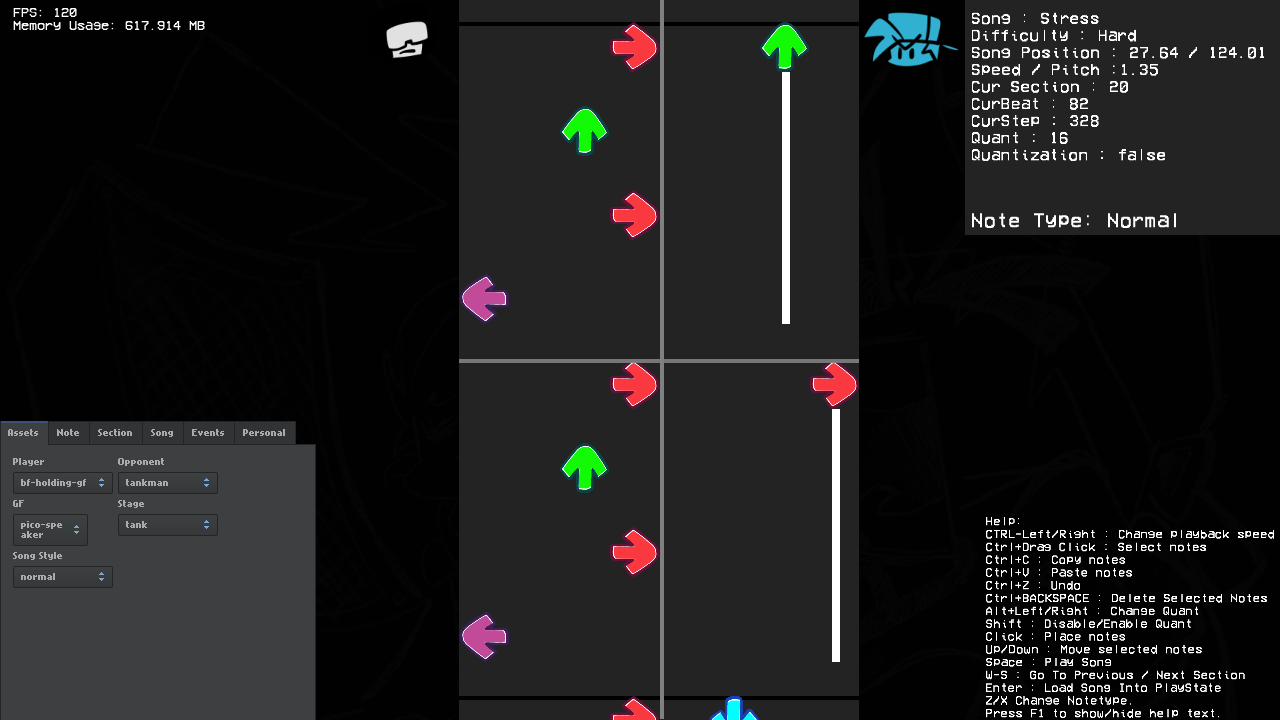 FPS: 120
Memory Usage: 617.914 MB
Song : Stress
Difficulty : Hard
Song Position : 27.64 / 124.01
Speed / Pitch :1.35
Cur Section : 20
CurBeat : 82
CurStep : 328
Quant : 16
Quantization : false
Note Type: Normal
Assets Note Section Song Events Personal
Player Opponent
bf-holding-gf tankman
GF Stage
pico-spe
aker
tank
Song Style
normal
Help:
CTRL-Left/Right : Change playback speed
Ctrl+Drag Click : Select notes
Ctrl+C : Copy notes
Ctrl+V : Paste notes
Ctrl+Z : Undo
Ctrl+BACKSPACE : Delete Selected Notes
Alt+Left/Right : Change Quant
Shift : Disable/Enable Quant
Click : Place notes
Up/Down : Move selected notes
Space : Play Song
W-S : Go To Previous / Next Section
Enter : Load Song Into PlayState
Z/X Change Notetype.
Press F1 to show/hide help text.